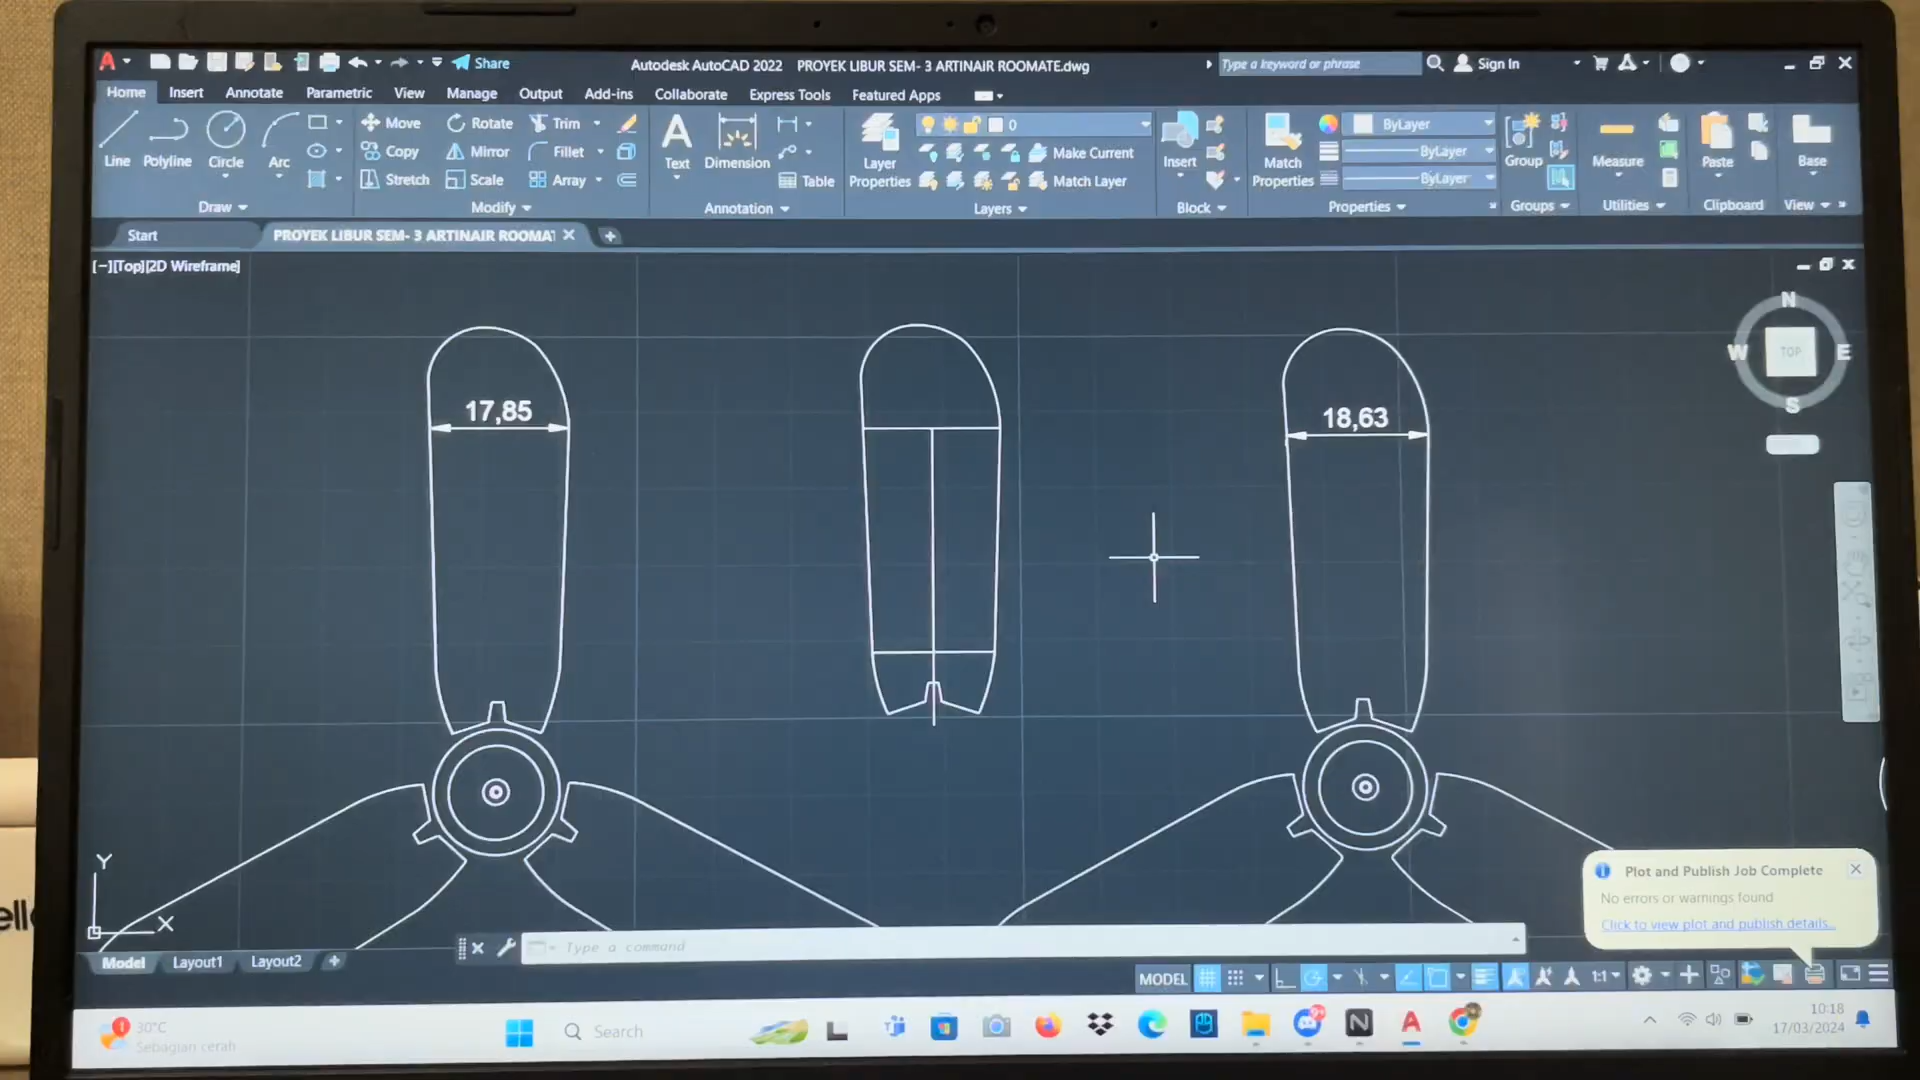 Share
Autodesk AutoCAD 2022 PROYEK LIBUR SEM- 3 ARTINAIR ROOMATE.dwg
Type a keyword or phrase
Sign In
Home Insert Annotate Parametric View Manage Output Add-ins Collaborate Express Tools Featured Apps
Line
Polyline
Circle
Arc
Draw
Move
Rotate
Trim
Copy
Mirror
Fillet
Stretch
Scale
Array
Modify
Text
Dimension
Table
Annotation
Layer
Properties
0
Make Current
Match Layer
Layers
Insert
Block
Match
Properties
ByLayer
ByLayer
ByLayer
Properties
Group
Groups
Measure
Utilities
Paste
Clipboard
Base
View
Start
PROYEK LIBUR SEM- 3 ARTINAIR ROOMA
[−][Top][2D Wireframe]
N
W
TOP
E
S
17,85
18,63
Y
X
Plot and Publish Job Complete
No errors or warnings found
Click to view plot and publish details...
Type a command
Model Layout1 Layout2
MODEL
1:1
1
30°C
Sebagian cerah
Search
10:18
17/03/2024